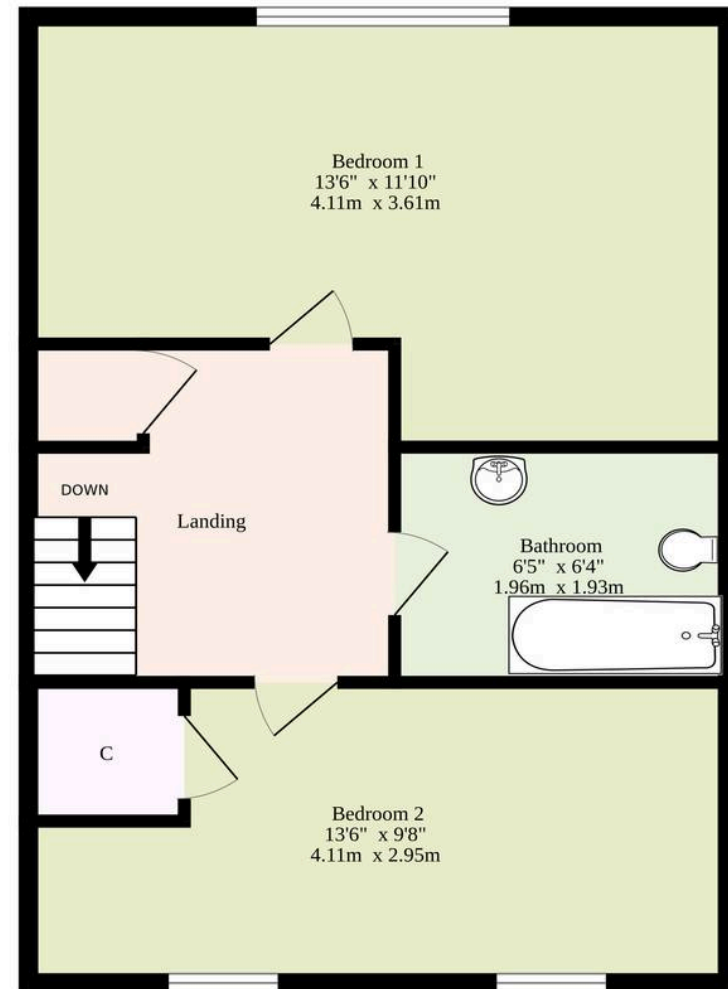 Bedroom 1
13'6" x 11'10"
4.11m x 3.61m
DOWN
Landing
Bathroom
6'5" x 6'4"
1.96m x 1.93m
C
Bedroom 2
13'6" x 9'8"
4.11m x 2.95m